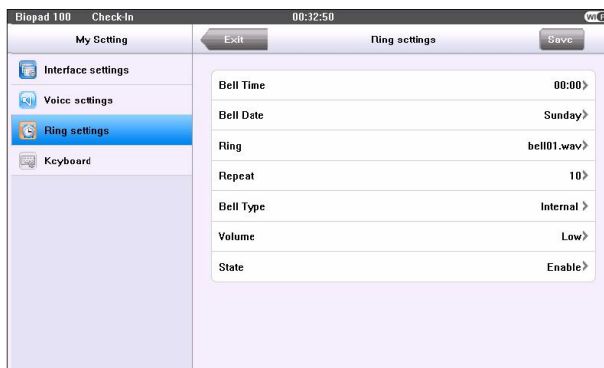 Biopad 100 Check-In 00:32:50 WiF
My Setting Exit Ring settings Save
Interface settings
Voice settings
Ring settings
Keyboard
Bell Time 00:00>
Bell Date Sunday>
Ring bell01.wav>
Repeat 10>
Bell Type Internal >
Volume Low>
State Enable>